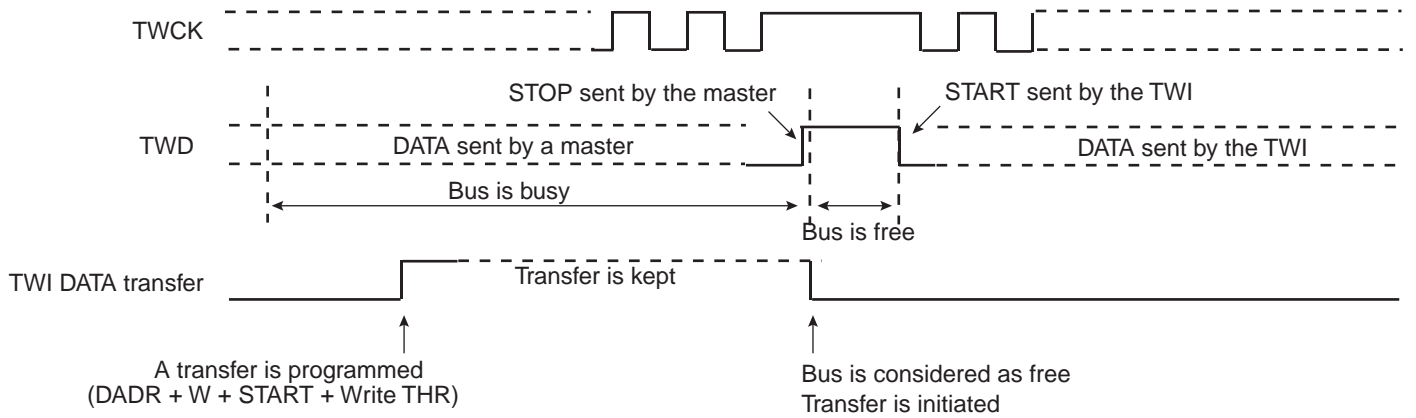 TWCK
STOP sent by the master
START sent by the TWI
TWD
DATA sent by a master
DATA sent by the TWI
Bus is busy
Bus is free
TWI DATA transfer
Transfer is kept
A transfer is programmed
(DADR + W + START + Write THR)
Bus is considered as free
Transfer is initiated